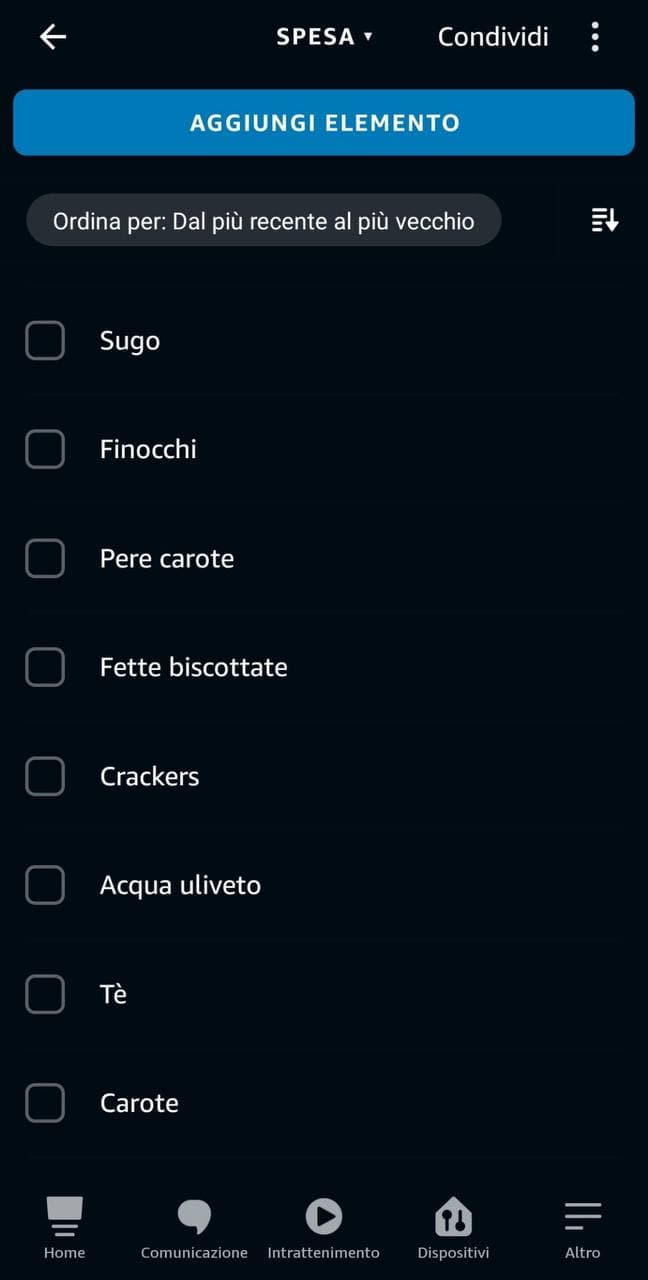 SPESA ▾ Condividi
AGGIUNGI ELEMENTO
Ordina per: Dal più recente al più vecchio
Sugo
Finocchi
Pere carote
Fette biscottate
Crackers
Acqua uliveto
Tè
Carote
Home Comunicazione Intrattenimento Dispositivi Altro